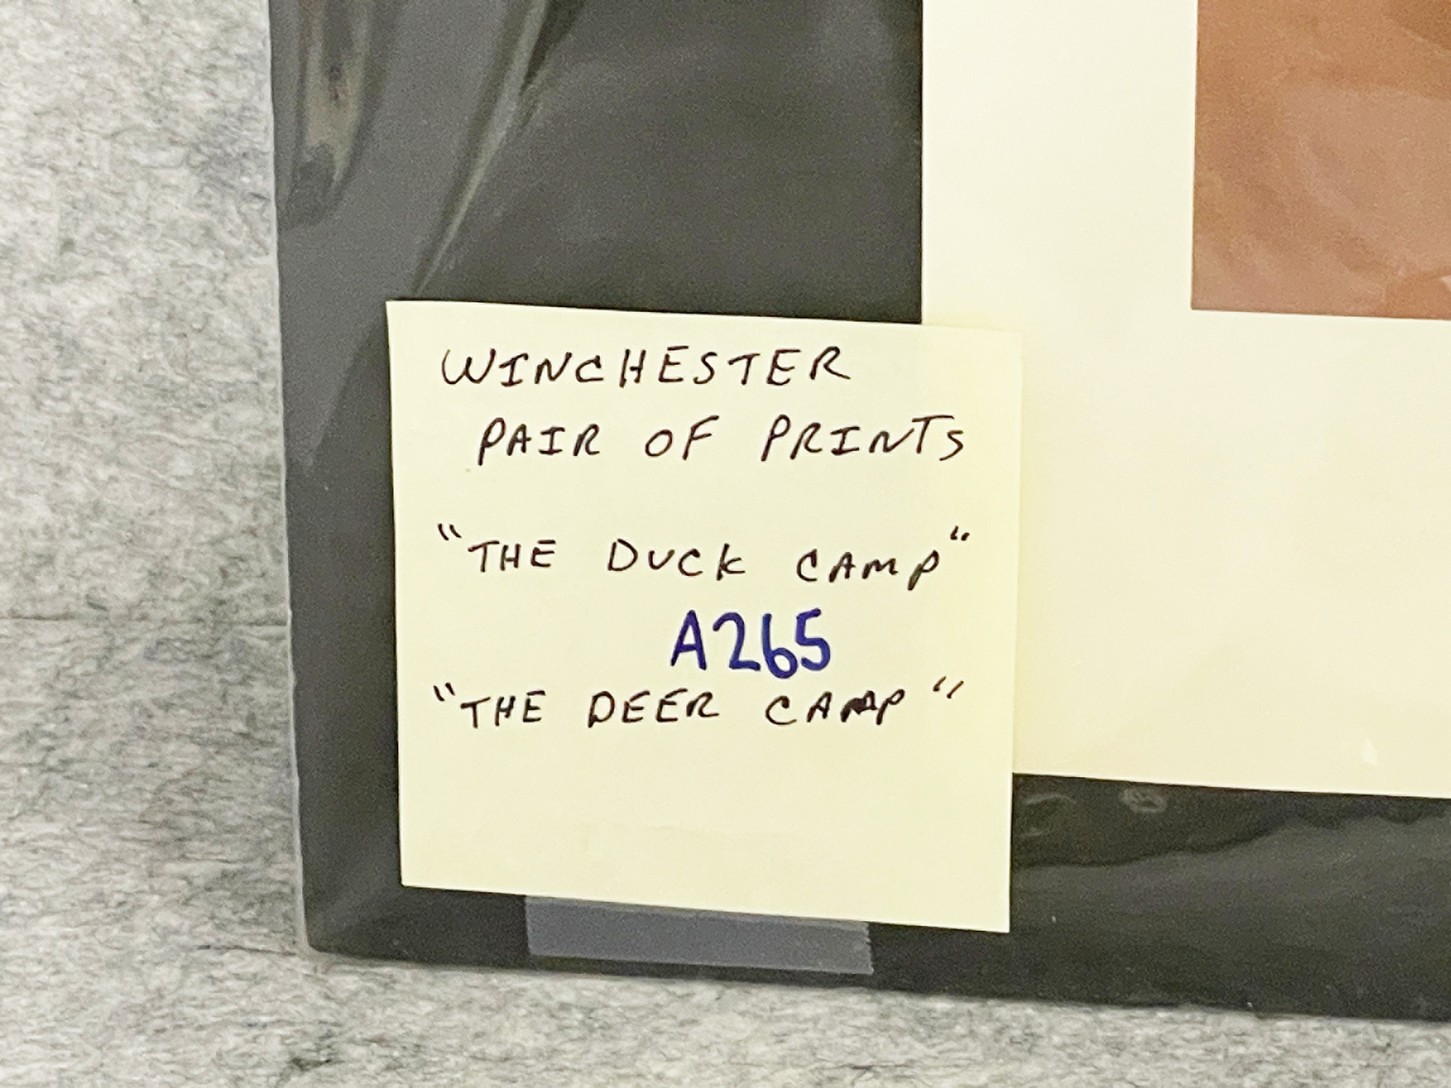 WINCHESTER
PAIR OF PRINTS
"THE DUCK CAMP"
A265
"THE DEER CAMP"